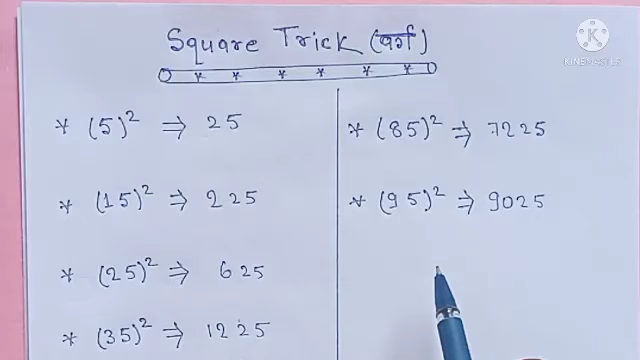 Square Trick (वर्ग)
* (5)² ⇒ 25
* (15)² ⇒ 225
* (25)² ⇒ 625
* (35)² ⇒ 1225
* (85)² ⇒ 7225
* (95)² ⇒ 9025
K
KINEMASTER